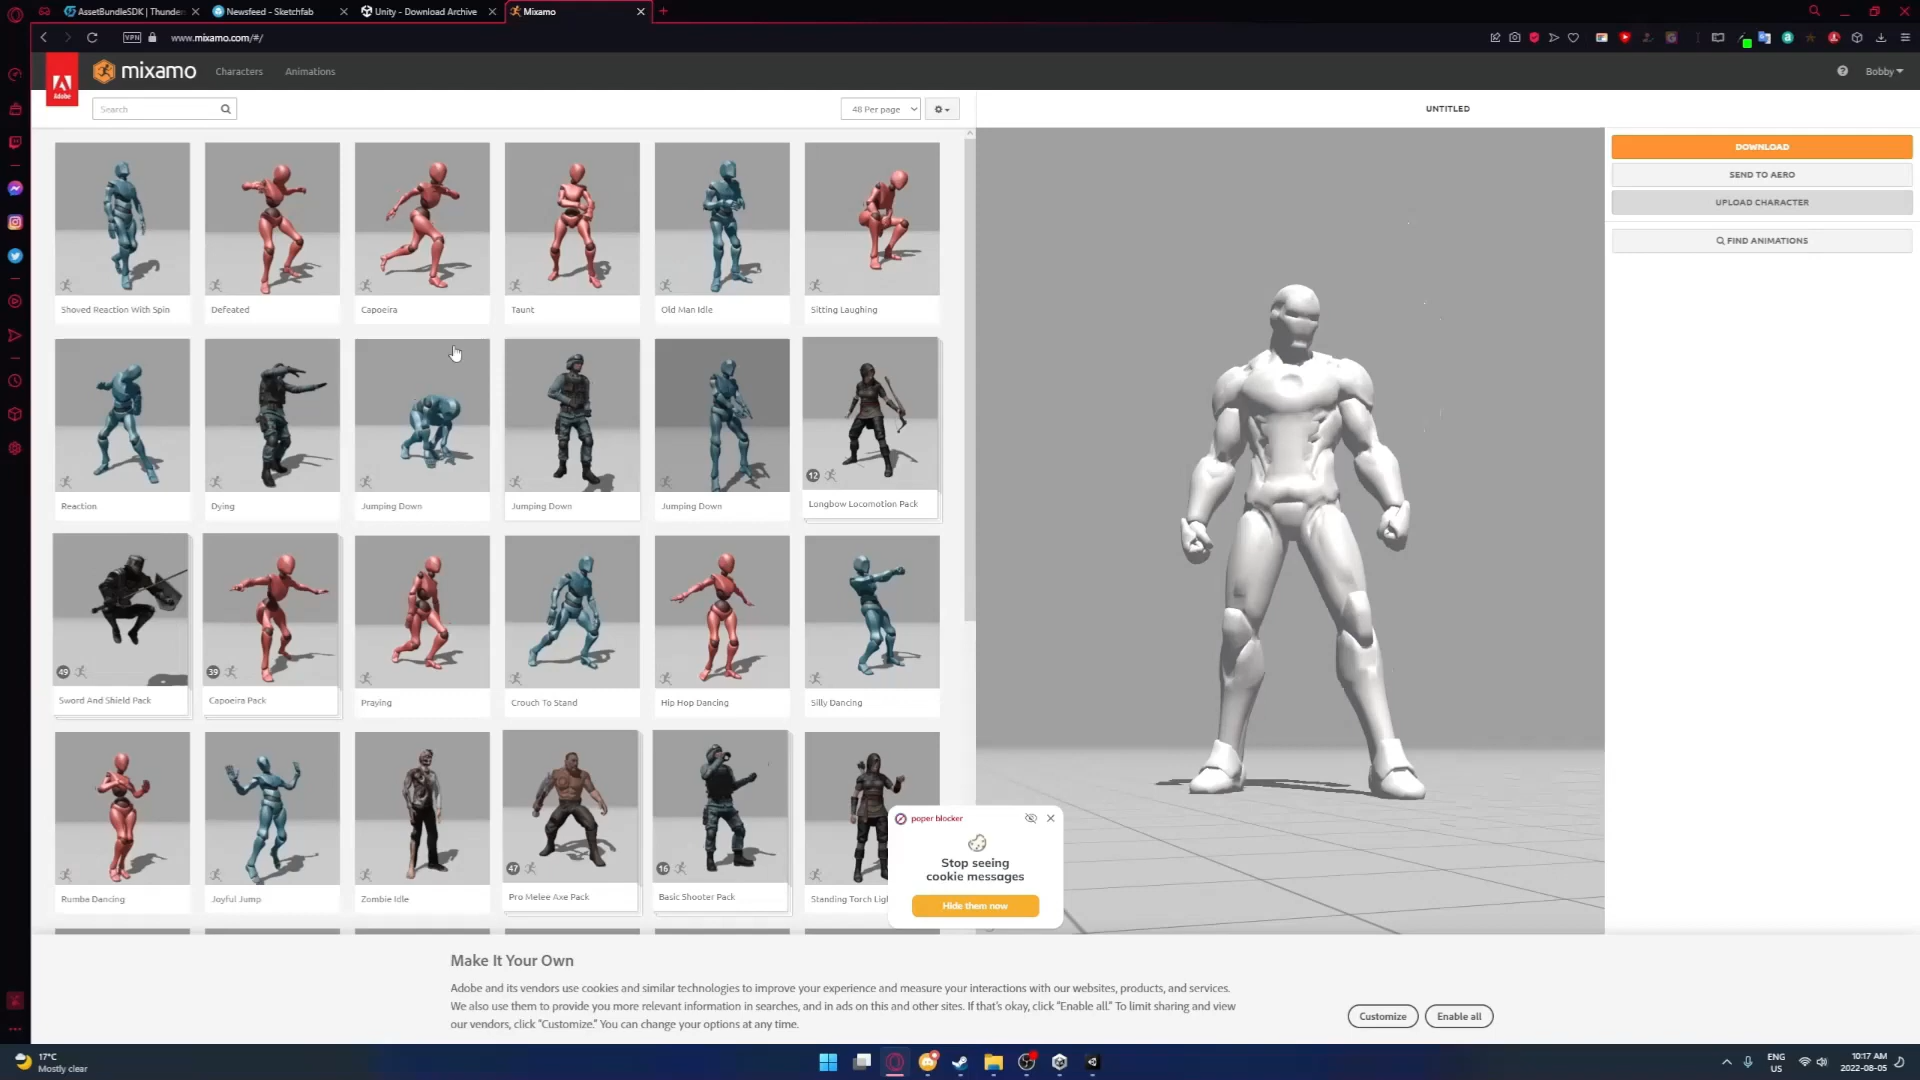 AssetBundleSDK | Thunder
Newsfeed - Sketchfab
Unity - Download Archive
Mixamo
VPN
www.mixamo.com/#/
Adobe
mixamo
Characters
Animations
Bobby
Search
48 Per page
UNTITLED
DOWNLOAD
SEND TO AERO
UPLOAD CHARACTER
FIND ANIMATIONS
Shoved Reaction With Spin
Defeated
Capoeira
Taunt
Old Man Idle
Sitting Laughing
12
Reaction
Dying
Jumping Down
Jumping Down
Jumping Down
Longbow Locomotion Pack
49
39
Sword And Shield Pack
Capoeira Pack
Praying
Crouch To Stand
Hip Hop Dancing
Silly Dancing
47
16
Rumba Dancing
Joyful Jump
Zombie Idle
Pro Melee Axe Pack
Basic Shooter Pack
Standing Torch Ligh
poper blocker
Stop seeing
cookie messages
Hide them now
Make It Your Own
Adobe and its vendors use cookies and similar technologies to improve your experience and measure your interactions with our websites, products, and services.
We also use them to provide you more relevant information in searches, and in ads on this and other sites. If that's okay, click "Enable all." To limit sharing and view
our vendors, click "Customize." You can change your options at any time.
Customize
Enable all
17°C
Mostly clear
ENG
US
10:17 AM
2022-08-05